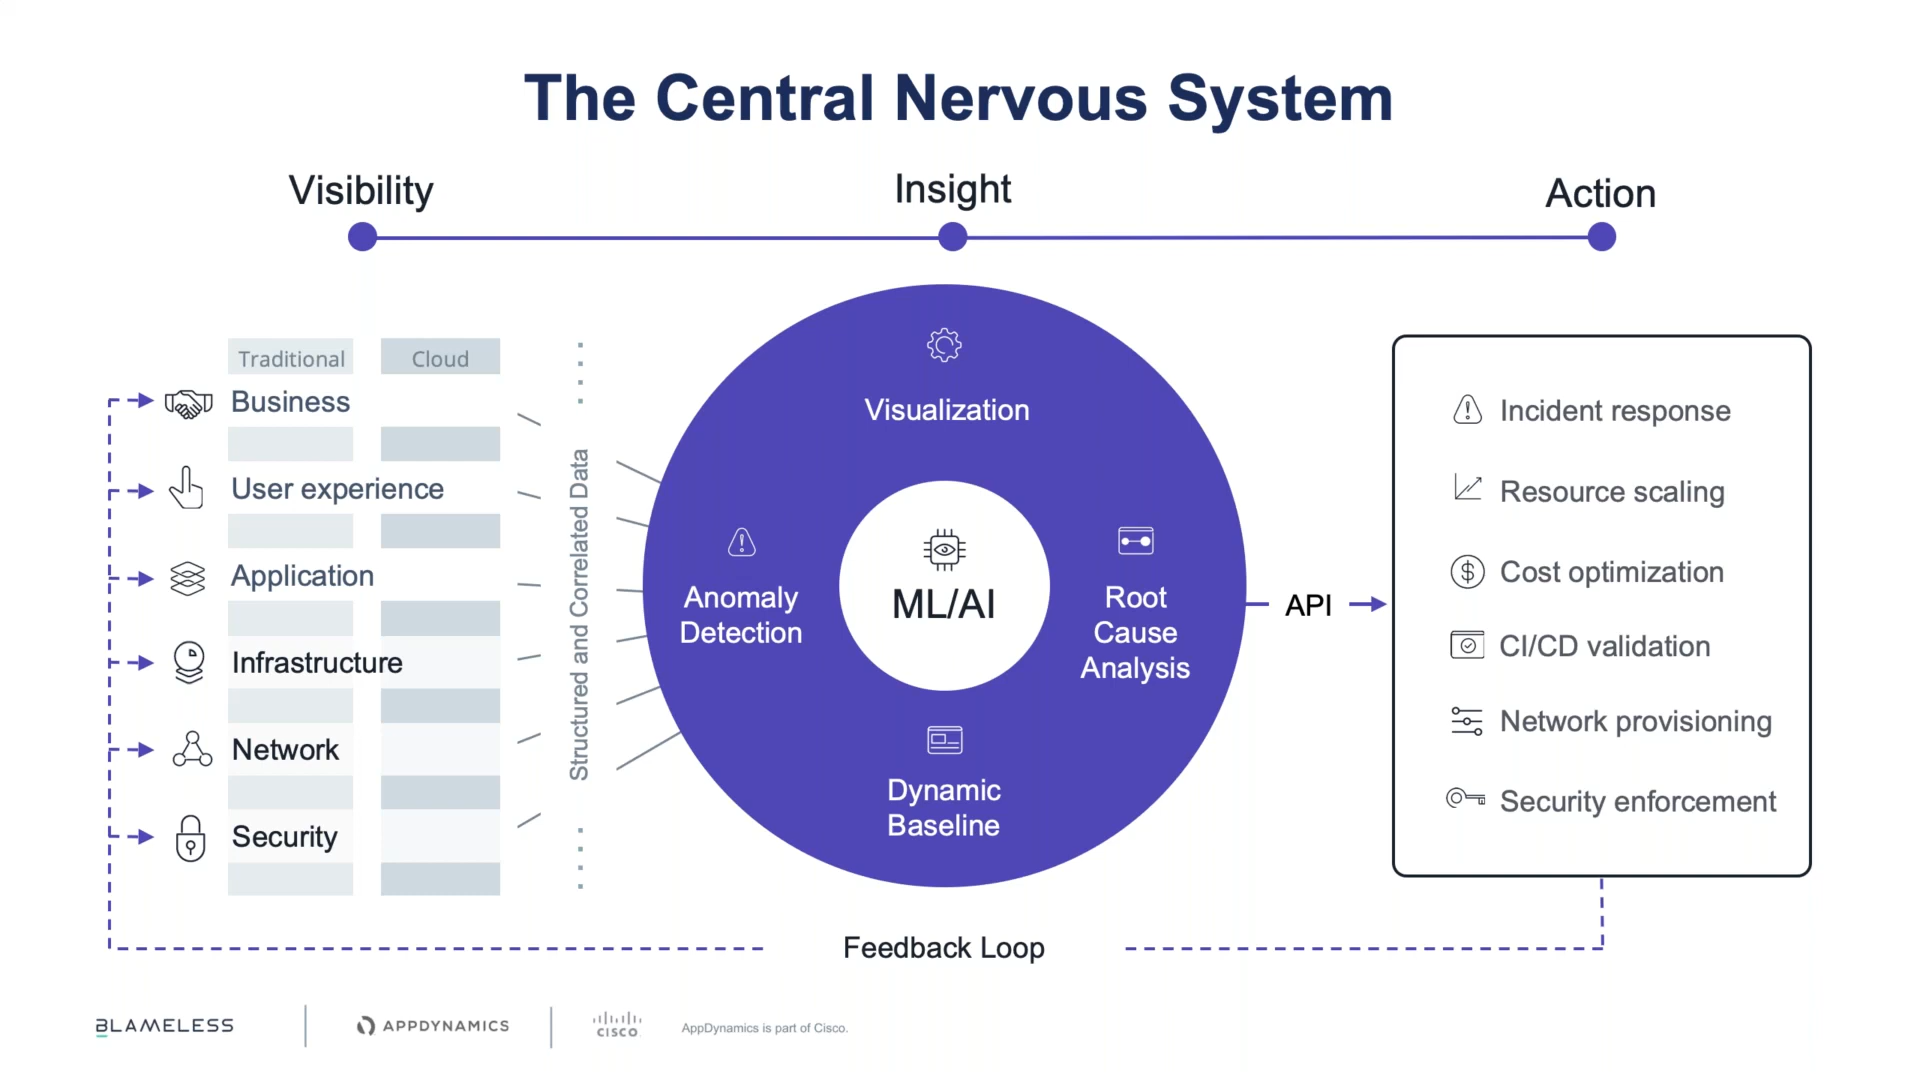 The Central Nervous System
Visibility
Insight
Action
Traditional
Cloud
Business
User experience
Application
Infrastructure
Network
Security
Structured and Correlated Data
Visualization
Anomaly
Detection
ML/AI
Root
Cause
Analysis
Dynamic
Baseline
API
Incident response
Resource scaling
Cost optimization
CI/CD validation
Network provisioning
Security enforcement
Feedback Loop
BLAMELESS
APPDYNAMICS
CISCO
AppDynamics is part of Cisco.